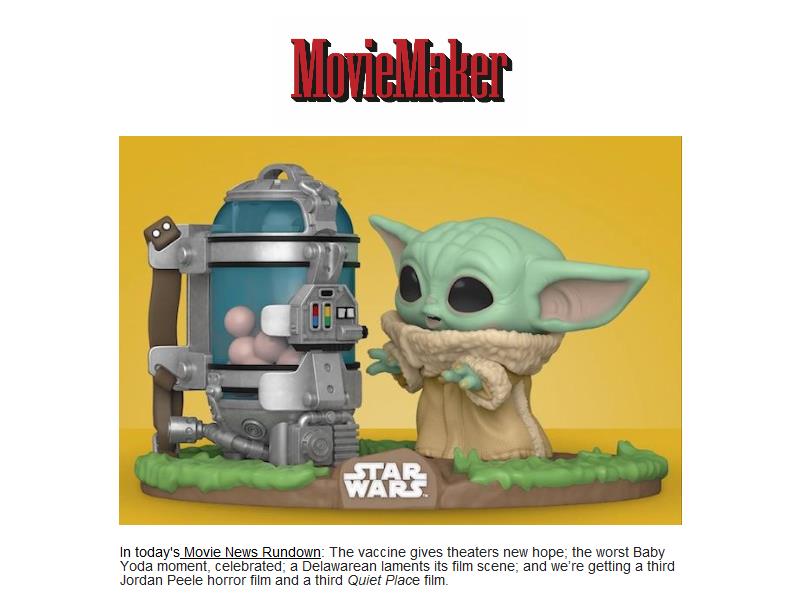 MovieMaker
STAR
WARS™
In today's Movie News Rundown: The vaccine gives theaters new hope; the worst Baby
Yoda moment, celebrated; a Delawarean laments its film scene; and we're getting a third
Jordan Peele horror film and a third Quiet Place film.